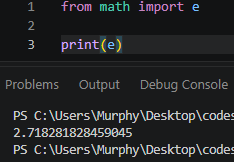 1 from math import e
2
3 print(e)
Problems Output Debug Console
PS C:\Users\Murphy\Desktop\codes
2.718281828459045
PS C:\Users\Murphy\Desktop\codes